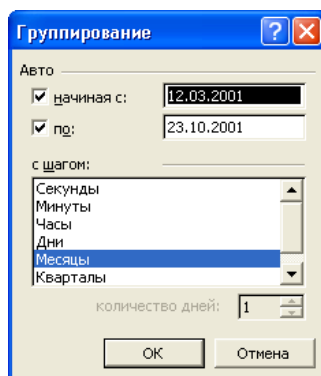 Группирование
Авто
начиная с: 12.03.2001
по: 23.10.2001
с шагом:
Секунды
Минуты
Часы
Дни
Месяцы
Кварталы
количество дней: 1
ОК Отмена